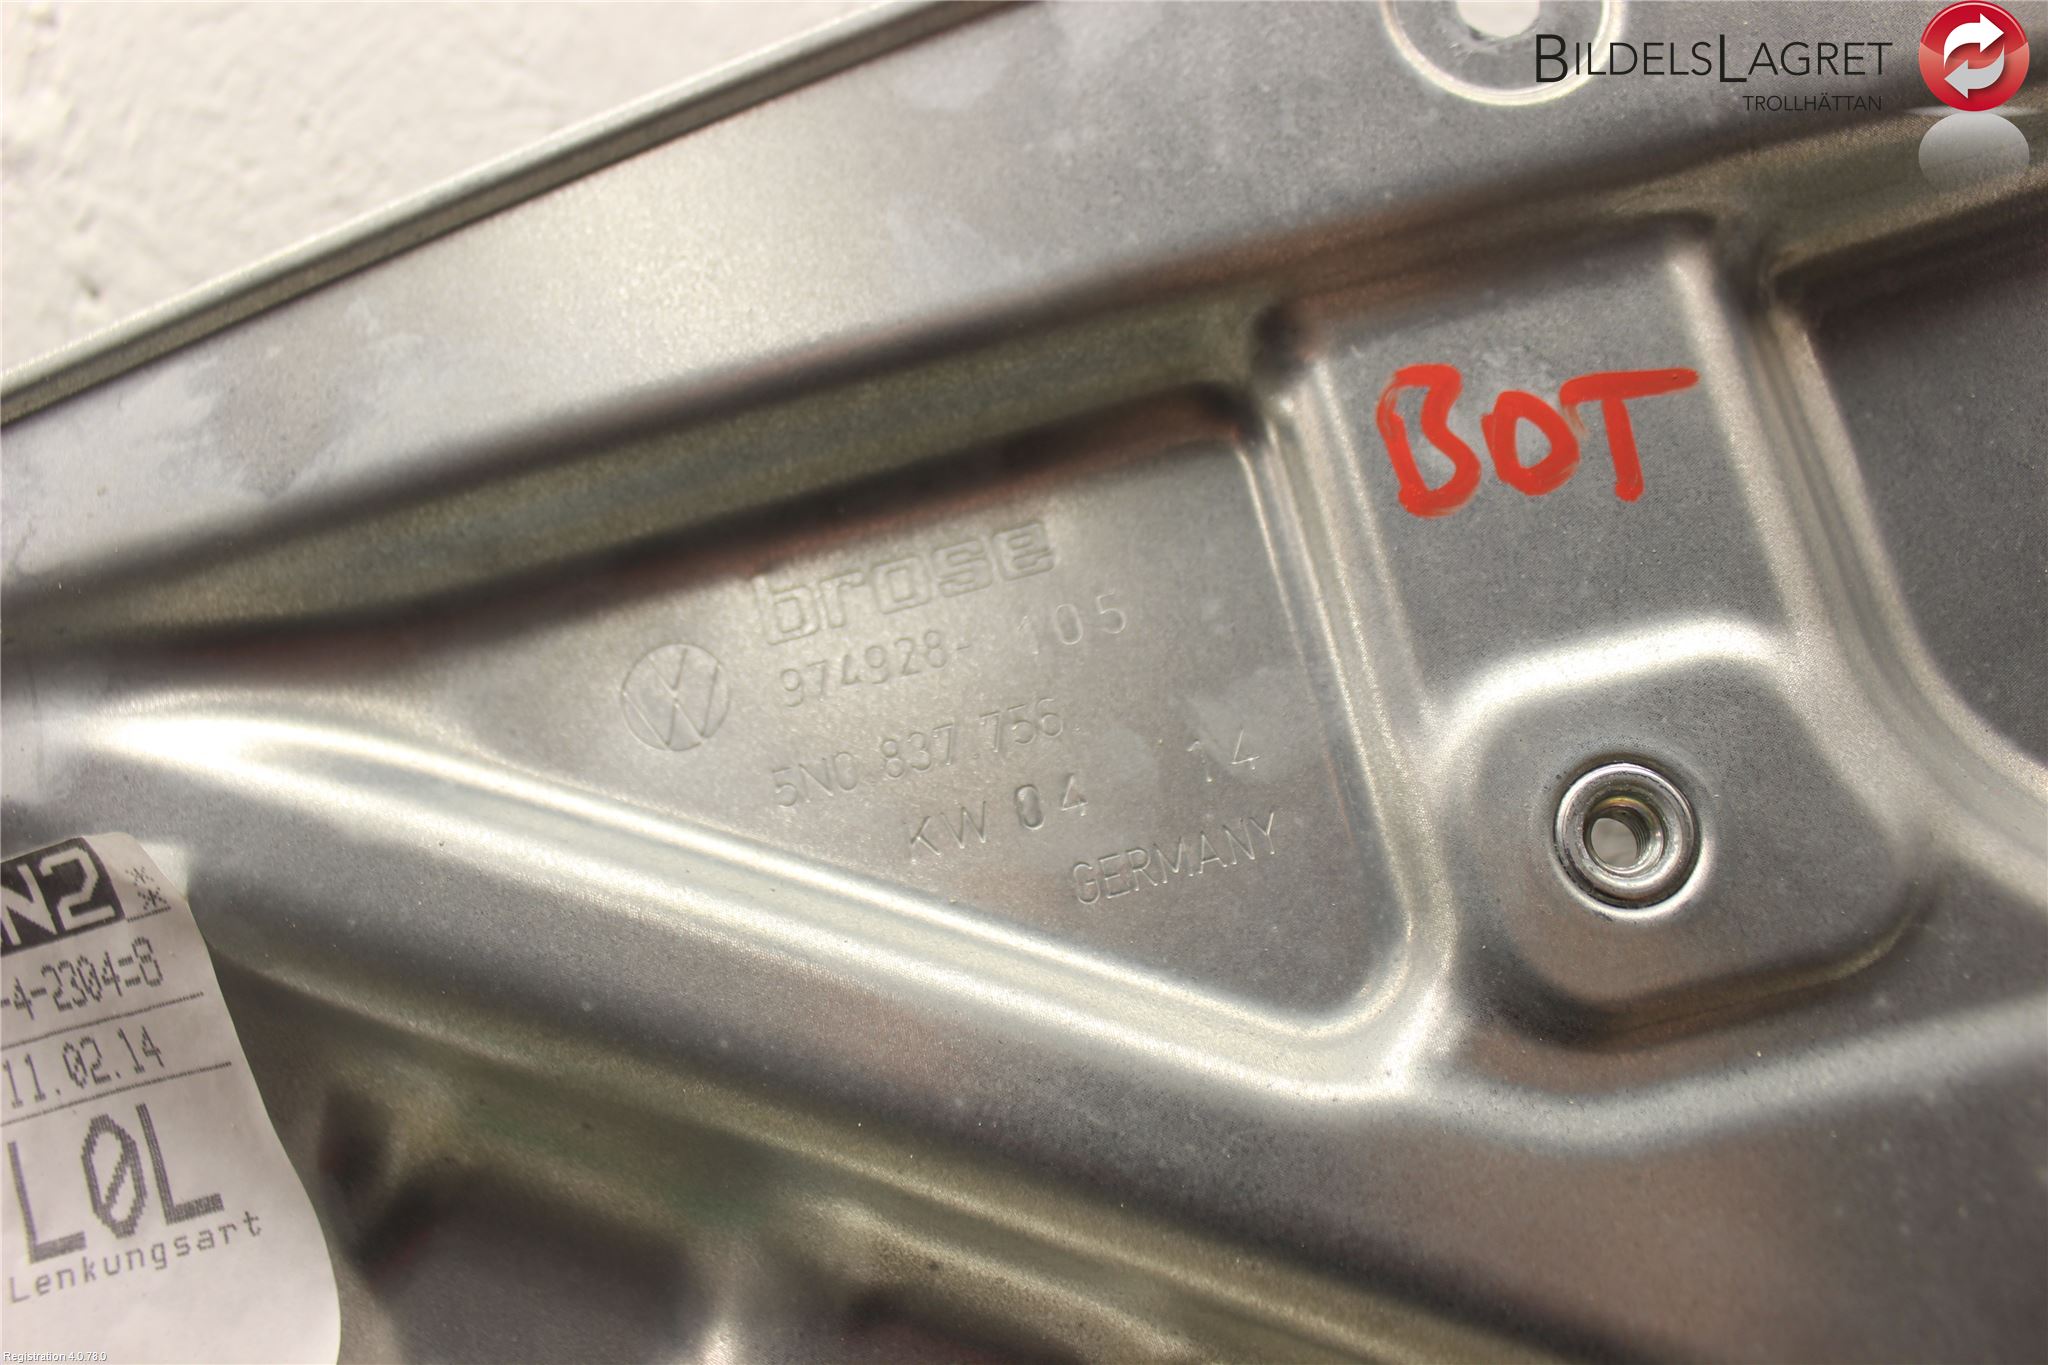 BILDELSLAGRET
TROLLHÄTTAN
BOT
brose
974928- 105
5N0.837.756
KW 04 14
GERMANY
N2 **
-4-2304=8
11.02.14
L0L
Lenkungsart
Registration 4.0.78.0